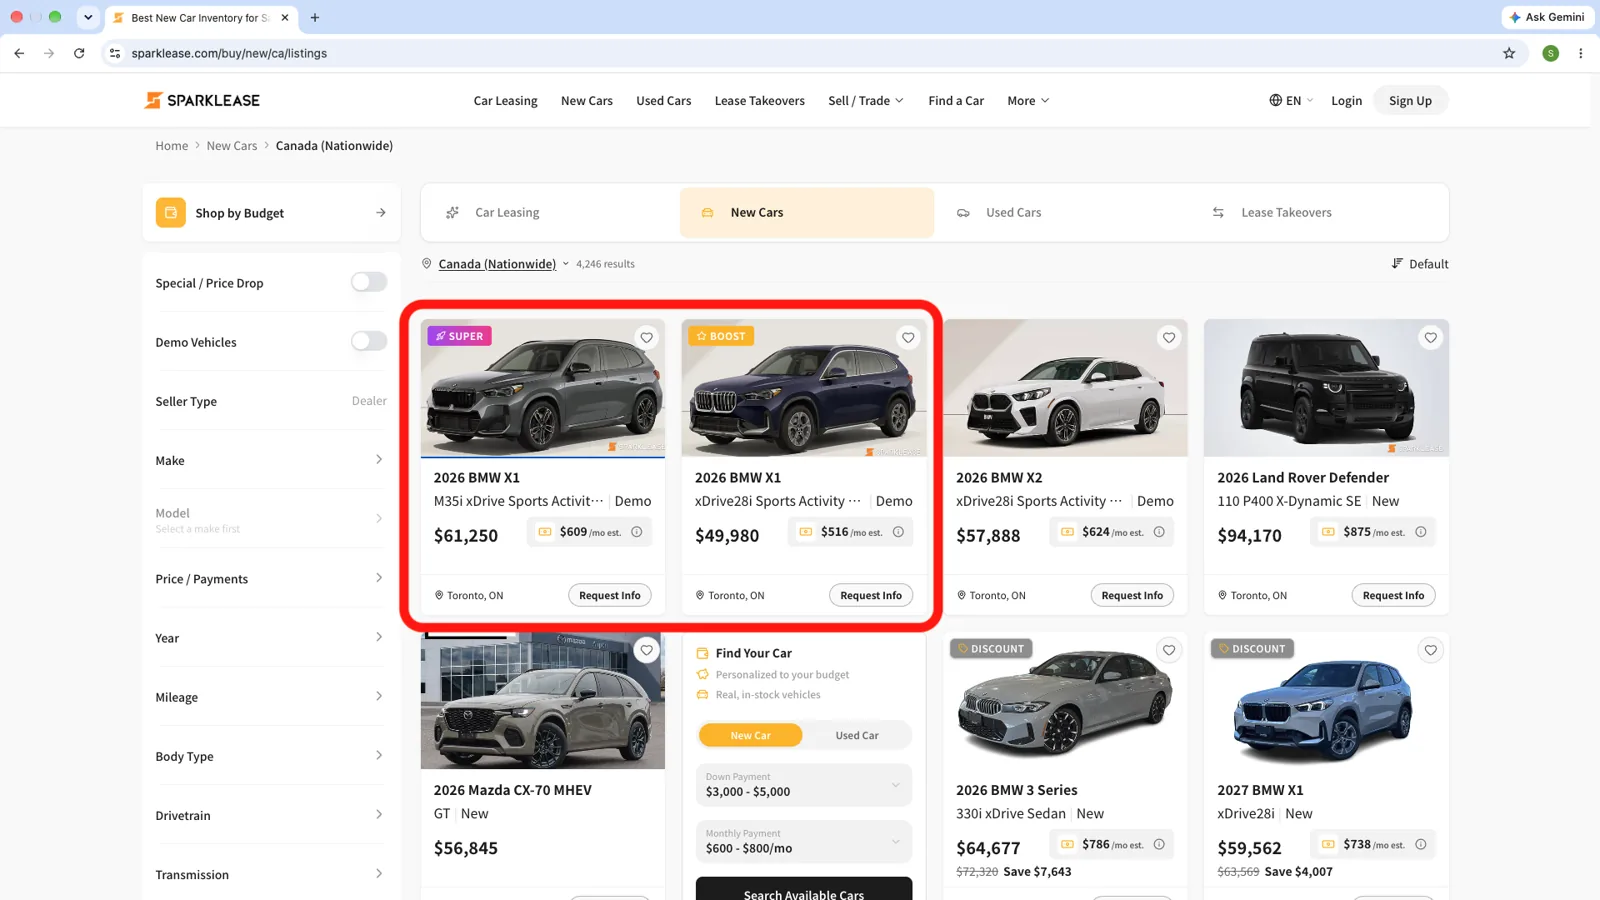 Best New Car Inventory for Sa
Ask Gemini
sparklease.com/buy/new/ca/listings
S
SPARKLEASE
Car Leasing
New Cars
Used Cars
Lease Takeovers
Sell / Trade
Find a Car
More
EN
Login
Sign Up
Home > New Cars > Canada (Nationwide)
Shop by Budget
Car Leasing
New Cars
Used Cars
Lease Takeovers
Canada (Nationwide)
4,246 results
Default
Special / Price Drop
Demo Vehicles
Seller Type
Dealer
Make
Model
Select a make first
Price / Payments
Year
Mileage
Body Type
Drivetrain
Transmission
SUPER
SPARKLEASE
2026 BMW X1
M35i xDrive Sports Activit··· | Demo
$61,250
$609 /mo est.
Toronto, ON
Request Info
BOOST
SPARKLEASE
2026 BMW X1
xDrive28i Sports Activity ··· | Demo
$49,980
$516 /mo est.
Toronto, ON
Request Info
2026 BMW X2
xDrive28i Sports Activity ··· | Demo
$57,888
$624 /mo est.
Toronto, ON
Request Info
SPARKLEASE
2026 Land Rover Defender
110 P400 X-Dynamic SE | New
$94,170
$875 /mo est.
Toronto, ON
Request Info
mazoa
2026 Mazda CX-70 MHEV
GT | New
$56,845
Find Your Car
Personalized to your budget
Real, in-stock vehicles
New Car
Used Car
Down Payment
$3,000 - $5,000
Monthly Payment
$600 - $800/mo
Search Available Cars
DISCOUNT
2026 BMW 3 Series
330i xDrive Sedan | New
$64,677
$786 /mo est.
$72,320 Save $7,643
DISCOUNT
2027 BMW X1
xDrive28i | New
$59,562
$738 /mo est.
$63,569 Save $4,007